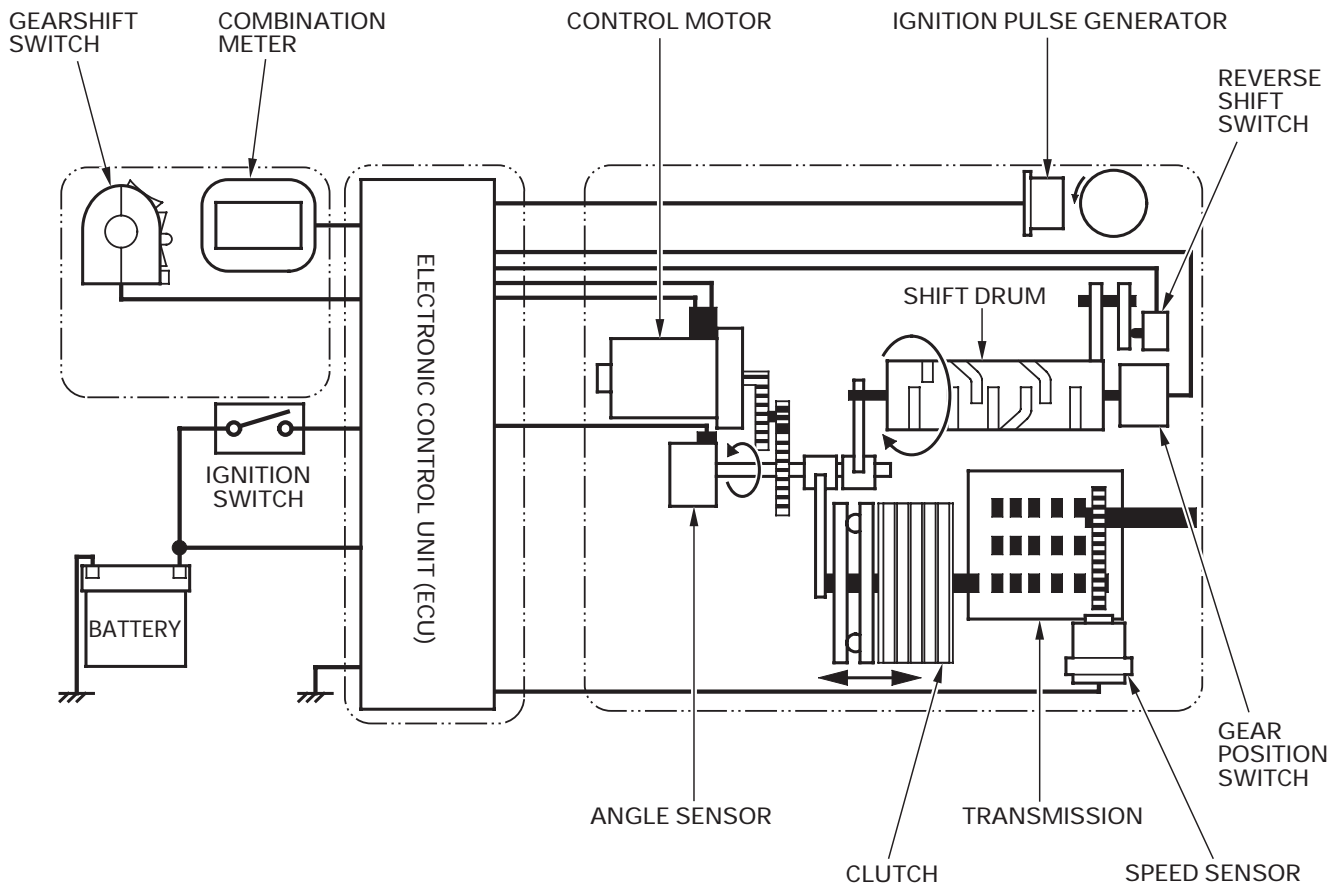 GEARSHIFT
SWITCH
COMBINATION
METER
CONTROL MOTOR
IGNITION PULSE GENERATOR
REVERSE
SHIFT
SWITCH
ELECTRONIC CONTROL UNIT (ECU)
SHIFT DRUM
IGNITION
SWITCH
BATTERY
GEAR
POSITION
SWITCH
ANGLE SENSOR
TRANSMISSION
CLUTCH
SPEED SENSOR